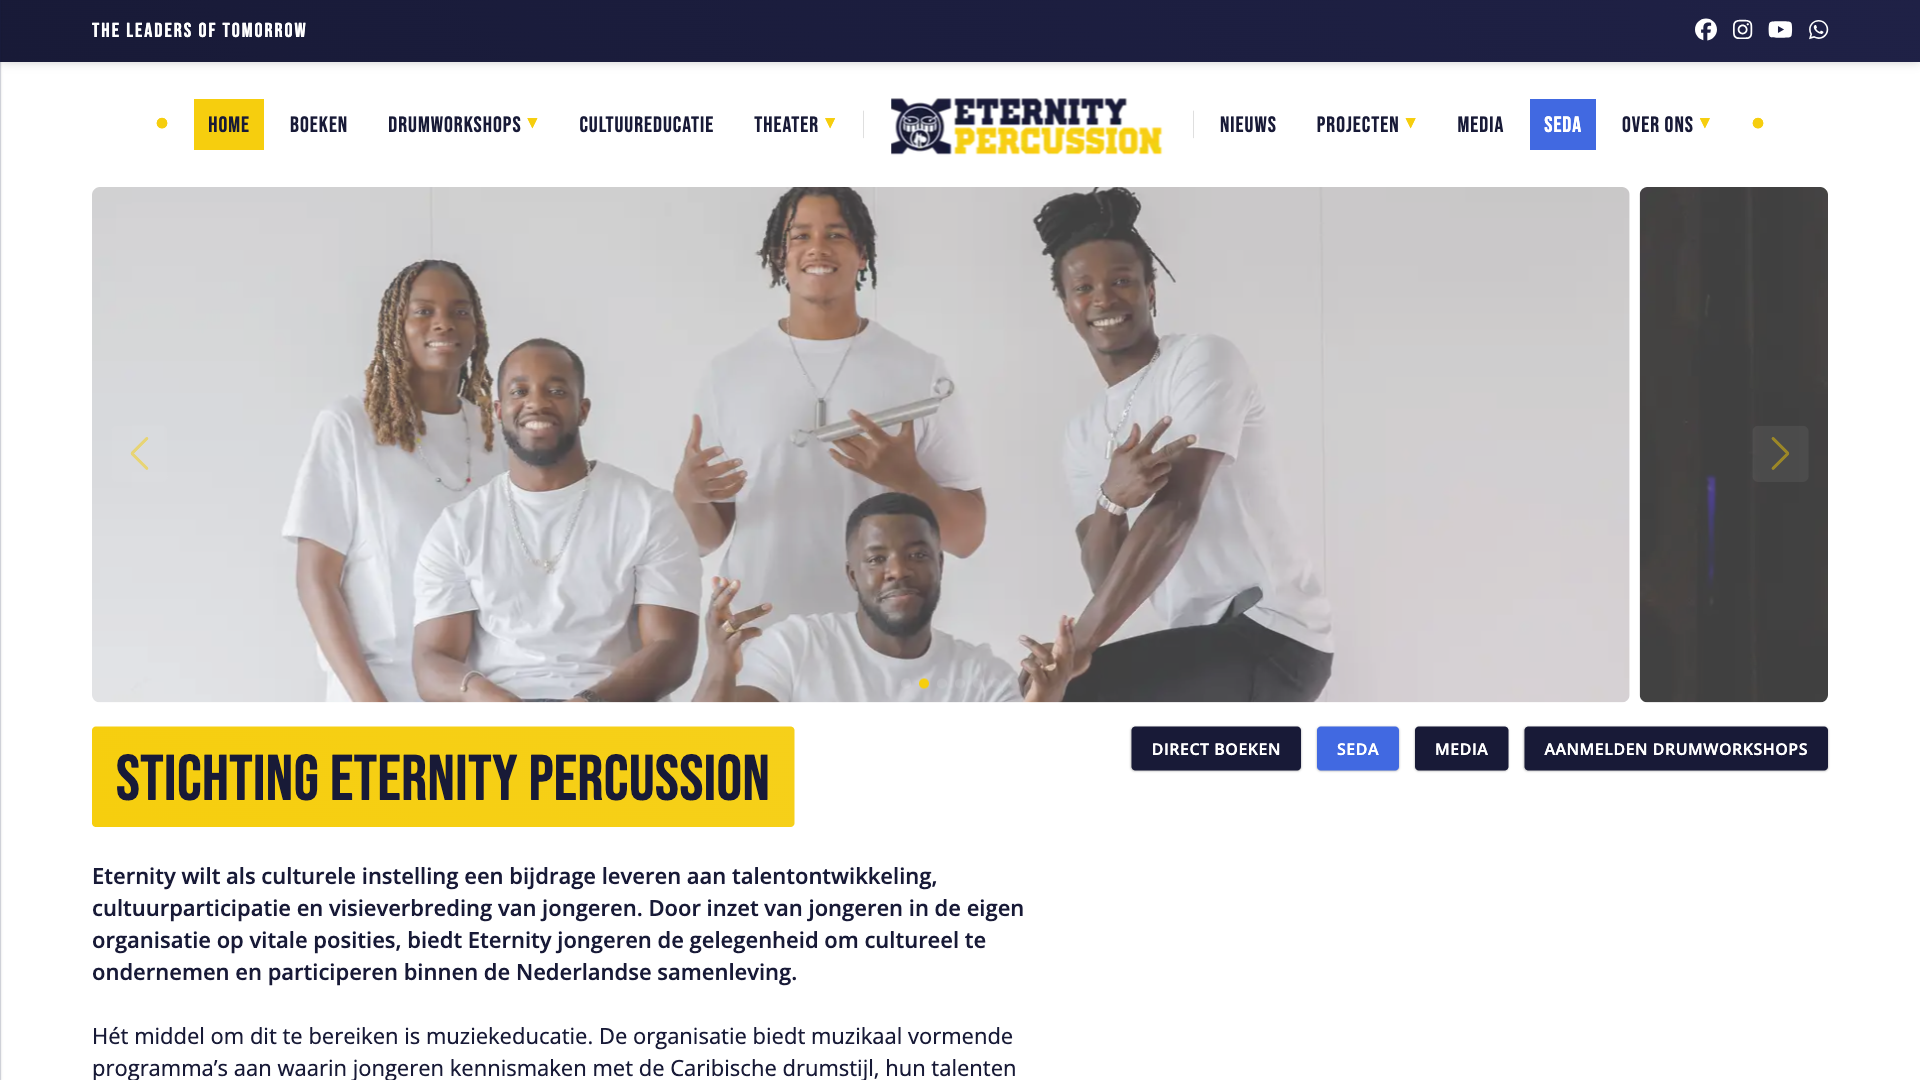 THE LEADERS OF TOMORROW
HOME
BOEKEN
DRUMWORKSHOPS
CULTUUREDUCATIE
THEATER
ETERNITY
PERCUSSION
NIEUWS
PROJECTEN
MEDIA
SEDA
OVER ONS
STICHTING ETERNITY PERCUSSION
DIRECT BOEKEN
SEDA
MEDIA
AANMELDEN DRUMWORKSHOPS
Eternity wilt als culturele instelling een bijdrage leveren aan talentontwikkeling,
cultuurparticipatie en visieverbreding van jongeren. Door inzet van jongeren in de eigen
organisatie op vitale posities, biedt Eternity jongeren de gelegenheid om cultureel te
ondernemen en participeren binnen de Nederlandse samenleving.
Hét middel om dit te bereiken is muziekeducatie. De organisatie biedt muzikaal vormende
programma’s aan waarin jongeren kennismaken met de Caribische drumstijl, hun talenten